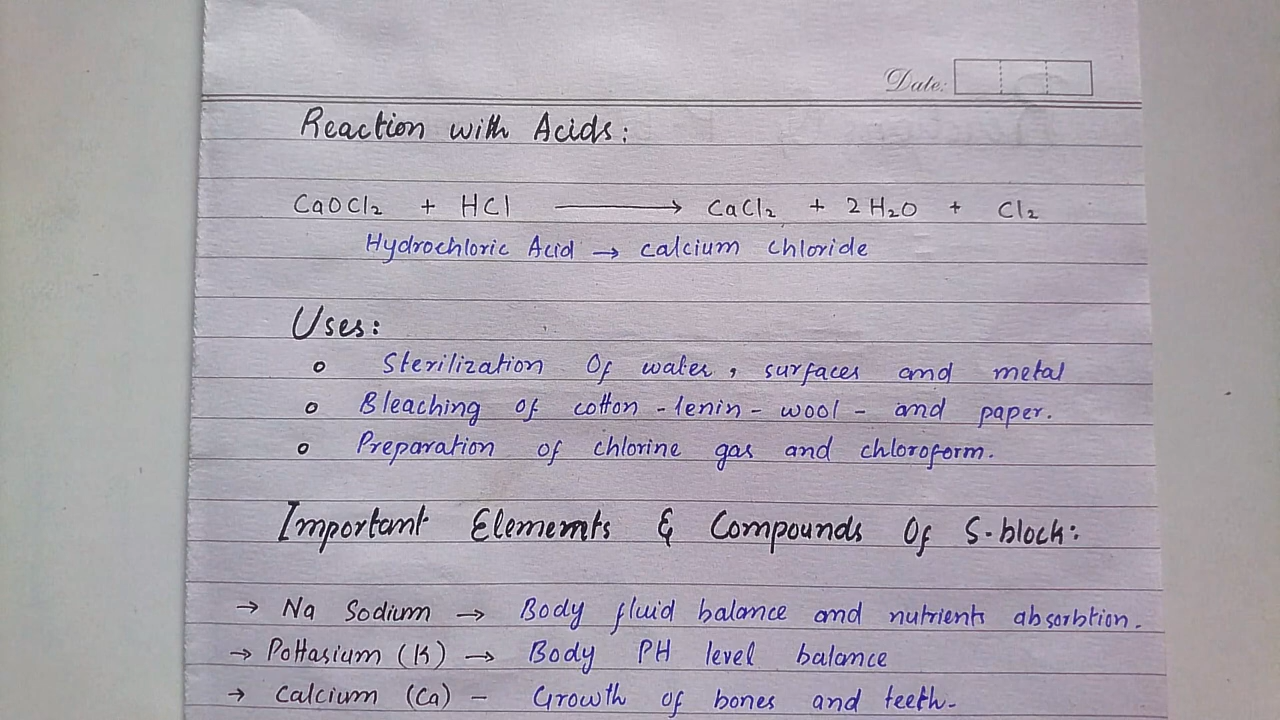 Date:
Reaction with Acids:
CaOCl₂ + HCl ⟶ CaCl₂ + 2H₂O + Cl₂
Hydrochloric Acid → calcium chloride
Uses:
o Sterilization Of water, surfaces and metal
o Bleaching of cotton - lenin - wool - and paper.
o Preparation of chlorine gas and chloroform.
Important Elememts & Compounds Of S-block:
→ Na Sodium → Body fluid balance and nutrients absorbtion.
→ Pottasium (K) → Body PH level balance
→ Calcium (Ca) - Growth of bones and teeth-